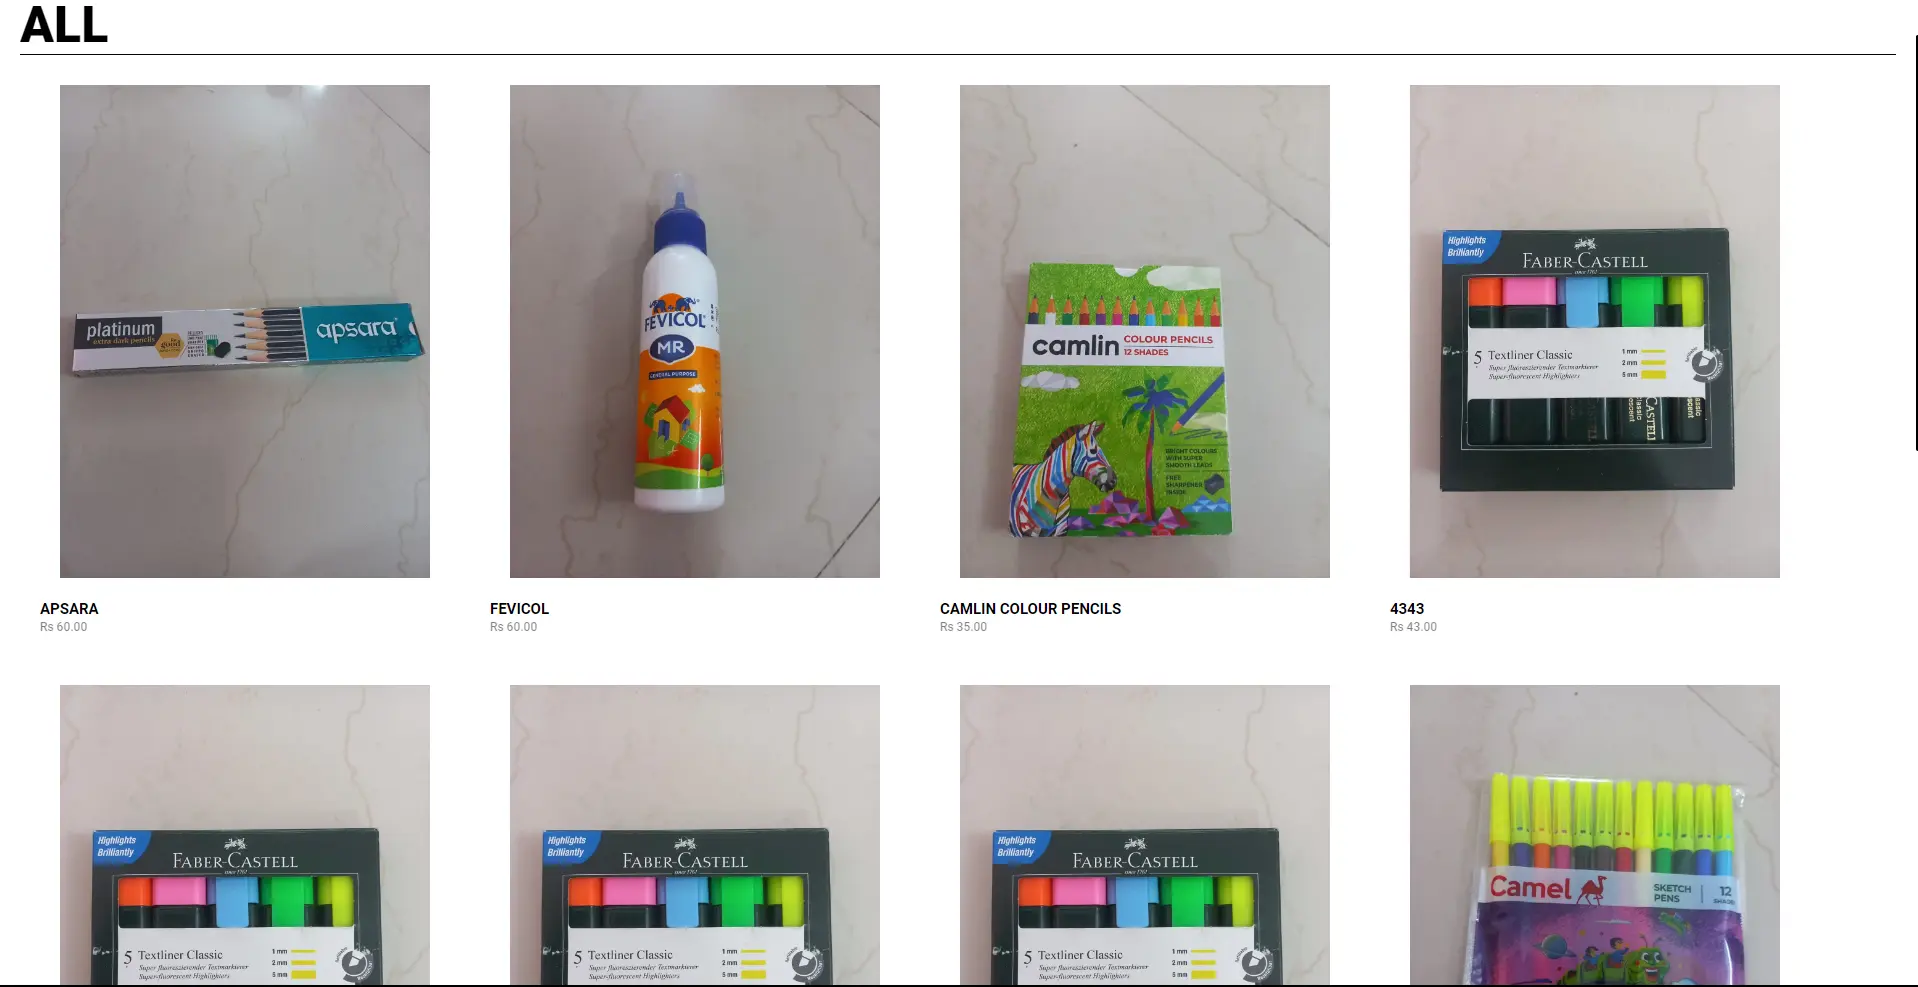 ALL
platinum
extra dark pencils
good
apsara
FEVICOL
MR
GENERAL PURPOSE
camlin
COLOUR PENCILS
12 SHADES
BRIGHT COLOURS
WITH SUPER
SMOOTH LEADS
FREE
SHARPENER
INSIDE
Highlights
Brilliantly
FABER-CASTELL
since 1761
5 Textliner Classic
Super fluoreszierender Textmarkierer
Super-fluorescent Highlighters
1 mm
2 mm
5 mm
CASTELL
APSARA
Rs 60.00
FEVICOL
Rs 60.00
CAMLIN COLOUR PENCILS
Rs 35.00
4343
Rs 43.00
Highlights
Brilliantly
FABER-CASTELL
since 1761
5 Textliner Classic
Super fluoreszierender Textmarkierer
Super-fluorescent Highlighters
1 mm
2 mm
5 mm
Highlights
Brilliantly
FABER-CASTELL
since 1761
5 Textliner Classic
Super fluoreszierender Textmarkierer
Super-fluorescent Highlighters
1 mm
2 mm
5 mm
Highlights
Brilliantly
FABER-CASTELL
since 1761
5 Textliner Classic
Super fluoreszierender Textmarkierer
Super-fluorescent Highlighters
1 mm
2 mm
5 mm
Camel
SKETCH
PENS
12
SHADES